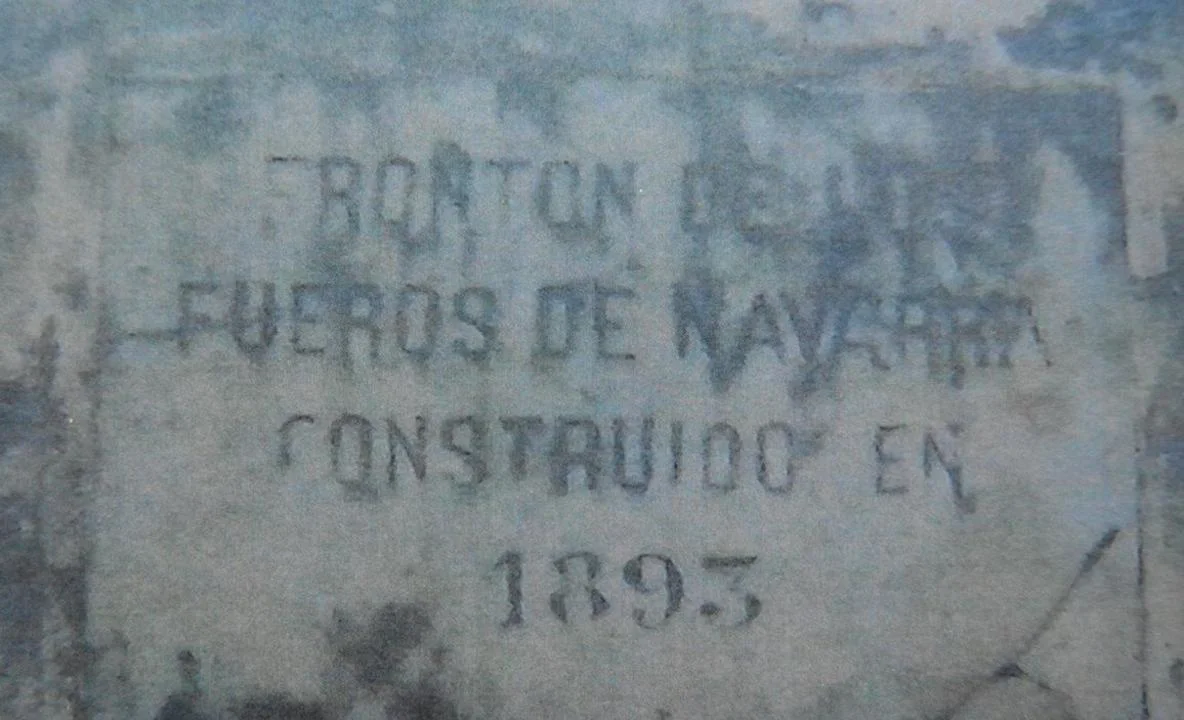 FRONTON DE
FUEROS DE NAVARRA
CONSTRUIDO EN
1893